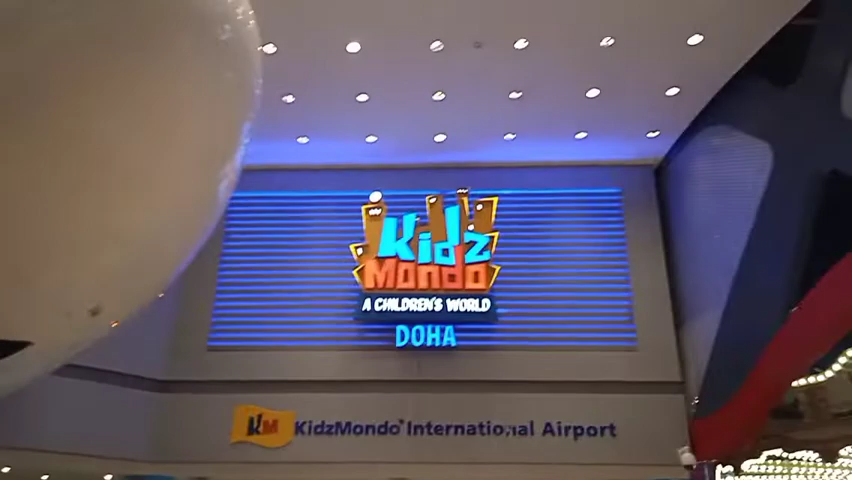 KidZ
MonDo
A CHILDREN'S WORLD
DOHA
KM KidzMondo International Airport